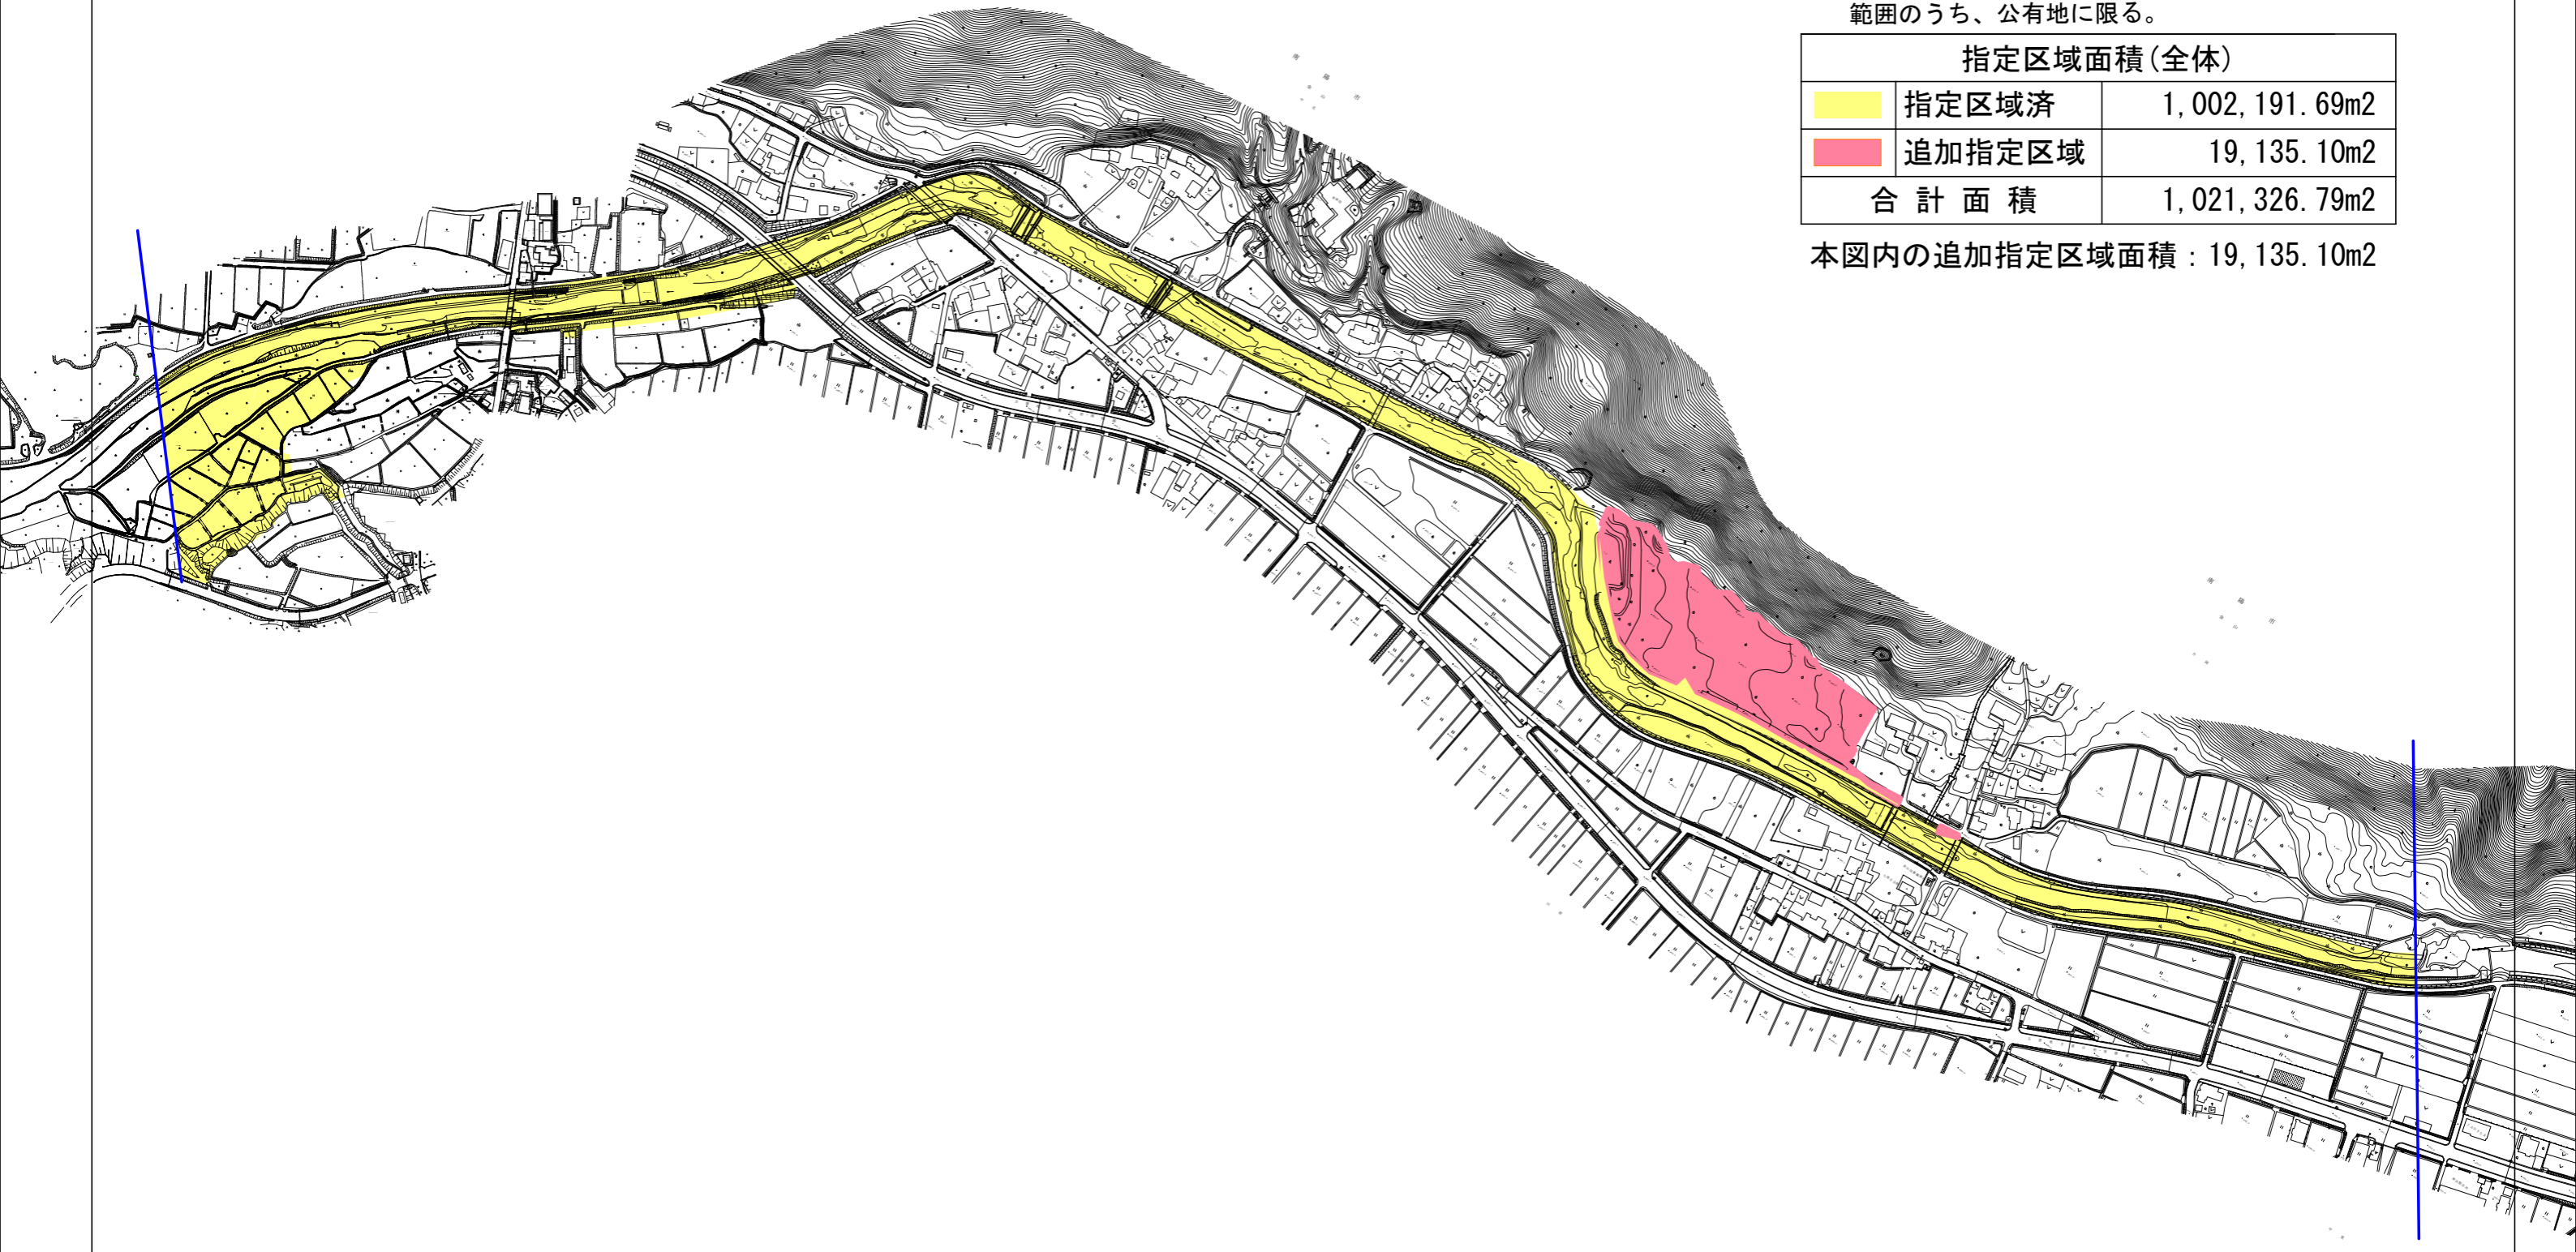 範囲のうち、公有地に限る。
指定区域面積(全体)
指定区域済 1,002,191.69m2
追加指定区域 19,135.10m2
合計面積 1,021,326.79m2
本図内の追加指定区域面積：19,135.10m2